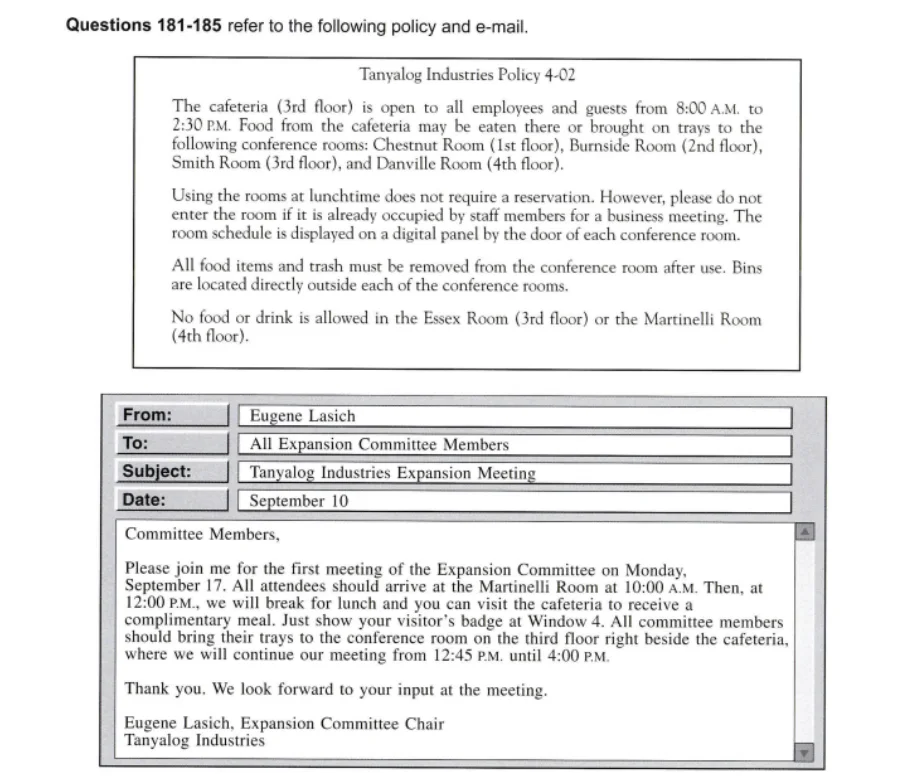 Questions 181-185 refer to the following policy and e-mail.
Tanyalog Industries Policy 4-02
The cafeteria (3rd floor) is open to all employees and guests from 8:00 A.M. to
2:30 P.M. Food from the cafeteria may be eaten there or brought on trays to the
following conference rooms: Chestnut Room (1st floor), Burnside Room (2nd floor),
Smith Room (3rd floor), and Danville Room (4th floor).
Using the rooms at lunchtime does not require a reservation. However, please do not
enter the room if it is already occupied by staff members for a business meeting. The
room schedule is displayed on a digital panel by the door of each conference room.
All food items and trash must be removed from the conference room after use. Bins
are located directly outside each of the conference rooms.
No food or drink is allowed in the Essex Room (3rd floor) or the Martinelli Room
(4th floor).
From: Eugene Lasich
To: All Expansion Committee Members
Subject: Tanyalog Industries Expansion Meeting
Date: September 10
Committee Members,
Please join me for the first meeting of the Expansion Committee on Monday,
September 17. All attendees should arrive at the Martinelli Room at 10:00 A.M. Then, at
12:00 P.M., we will break for lunch and you can visit the cafeteria to receive a
complimentary meal. Just show your visitor's badge at Window 4. All committee members
should bring their trays to the conference room on the third floor right beside the cafeteria,
where we will continue our meeting from 12:45 P.M. until 4:00 P.M.
Thank you. We look forward to your input at the meeting.
Eugene Lasich, Expansion Committee Chair
Tanyalog Industries